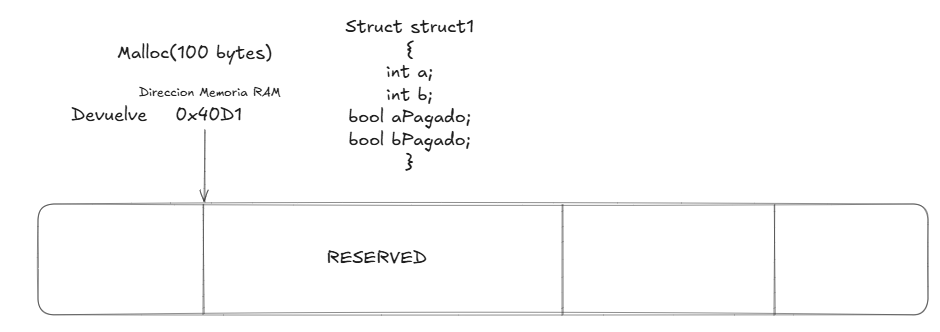 Malloc(100 bytes)
Direccion Memoria RAM
Devuelve 0x40D1
Struct struct1
{
int a;
int b;
bool aPagado;
bool bPagado;
}
RESERVED